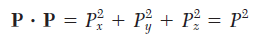 P · P = P_x^2 + P_y^2 + P_z^2 = P^2